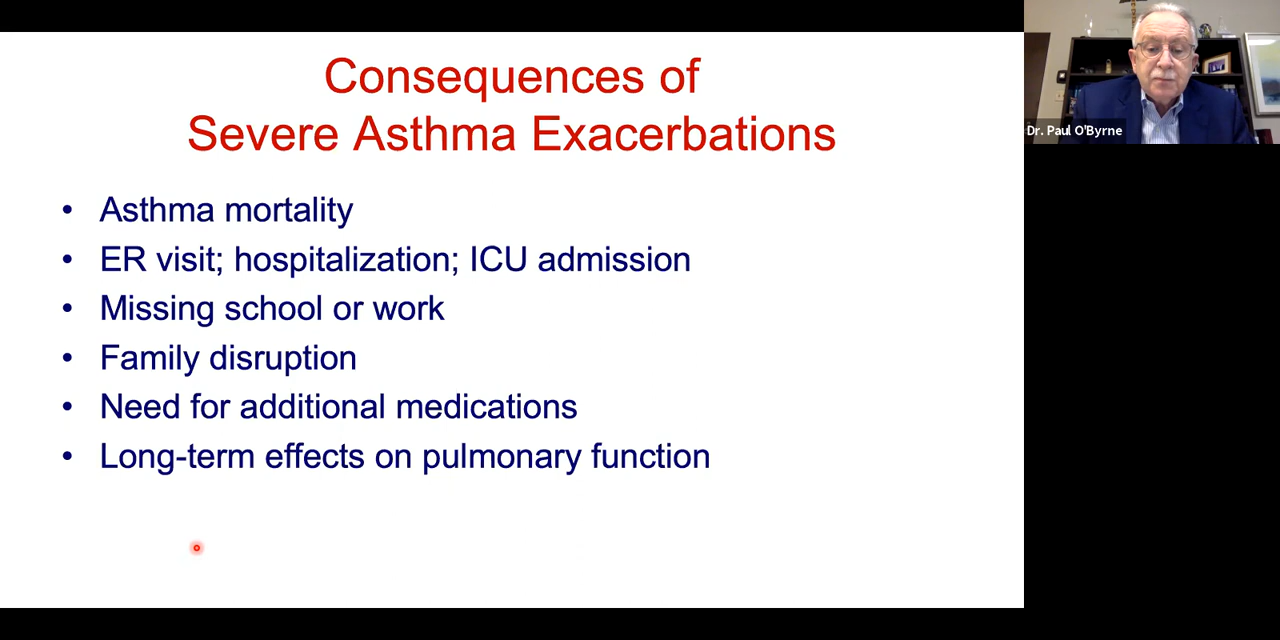 Consequences of
Severe Asthma Exacerbations
• Asthma mortality
• ER visit; hospitalization; ICU admission
• Missing school or work
• Family disruption
• Need for additional medications
• Long-term effects on pulmonary function
Dr. Paul O'Byrne